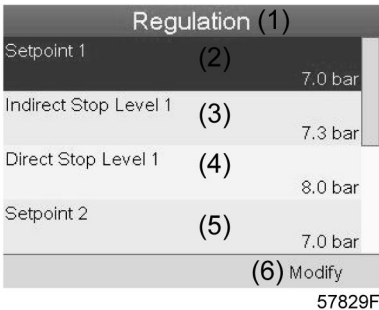 Regulation (1)
Setpoint 1 (2)
7.0 bar
Indirect Stop Level 1 (3)
7.3 bar
Direct Stop Level 1 (4)
8.0 bar
Setpoint 2 (5)
7.0 bar
(6) Modify
57829F